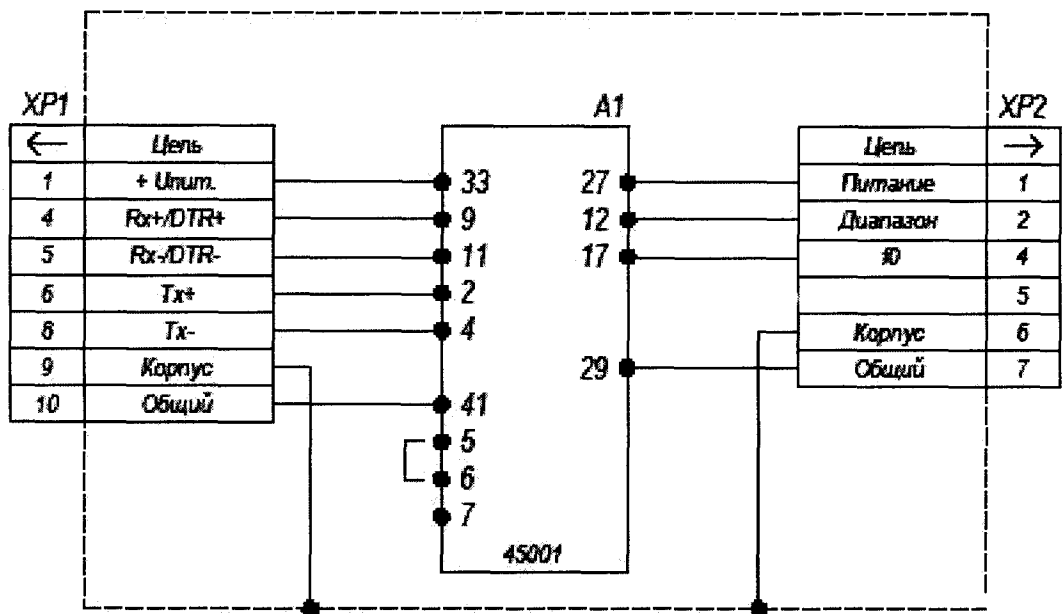 XP1
A1
XP2
← Цепь
1 + Uпит.
4 Rx+/DTR+
5 Rx-/DTR-
6 Tx+
8 Tx-
9 Корпус
10 Общий
33
9
11
2
4
41
5
6
7
27
12
17
29
45001
Цепь →
Питание 1
Диапазон 2
f0 4
5
Корпус 6
Общий 7